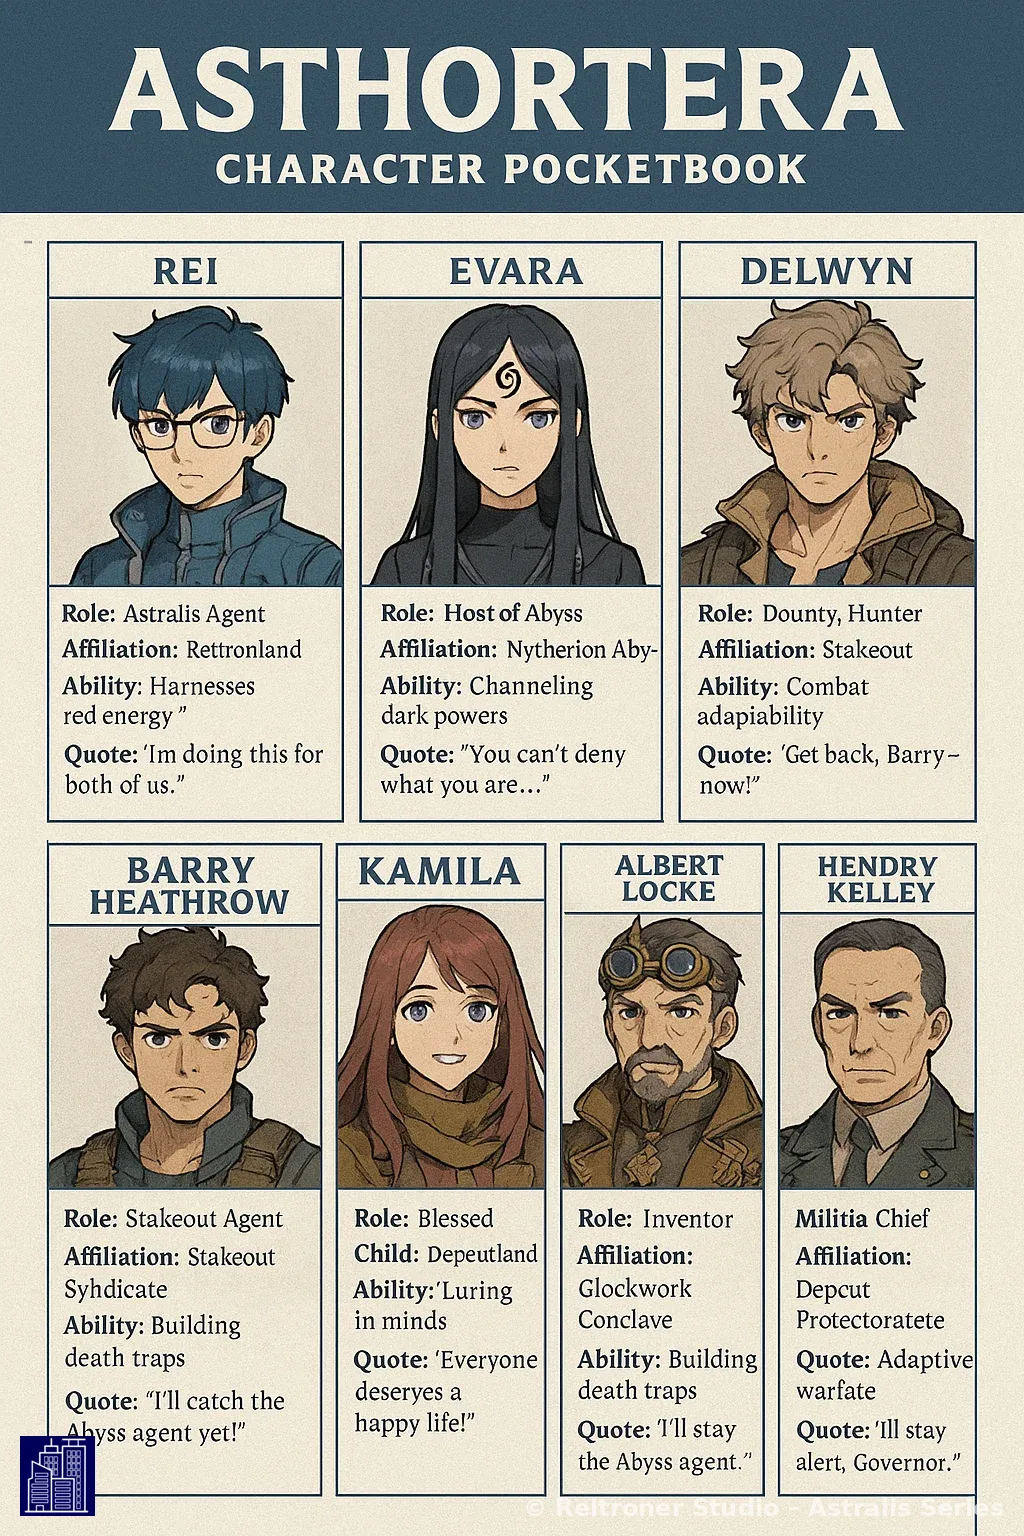 ASTHORTERA
CHARACTER POCKETBOOK
REI
Role: Astralis Agent
Affiliation: Rettronland
Ability: Harnesses
red energy "
Quote: 'Im doing this for
both of us."
EVARA
Role: Host of Abyss
Affiliation: Nytherion Aby-
Ability: Channeling
dark powers
Quote: "You can't deny
what you are..."
DELWYN
Role: Dounty, Hunter
Affiliation: Stakeout
Ability: Combat
adapiability
Quote: 'Get back, Barry–
now!"
BARRY
HEATHROW
Role: Stakeout Agent
Affiliation: Stakeout
Syhdicate
Ability: Building
death traps
Quote: "I'll catch the
Abyss agent yet!"
KAMILA
Role: Blessed
Child: Depeutland
Ability: 'Luring
in minds
Quote: 'Everyone
deseryes a
happy life!"
ALBERT
LOCKE
Role: Inventor
Affiliation:
Glockwork
Conclave
Ability: Building
death traps
Quote: 'I'll stay
the Abyss agent."
HENDRY
KELLEY
Militia Chief
Affiliation:
Depcut
Protectoratete
Quote: Adaptive
warfate
Quote: 'Ill stay
alert, Governor."
© Reltroner Studio - Astralis Series